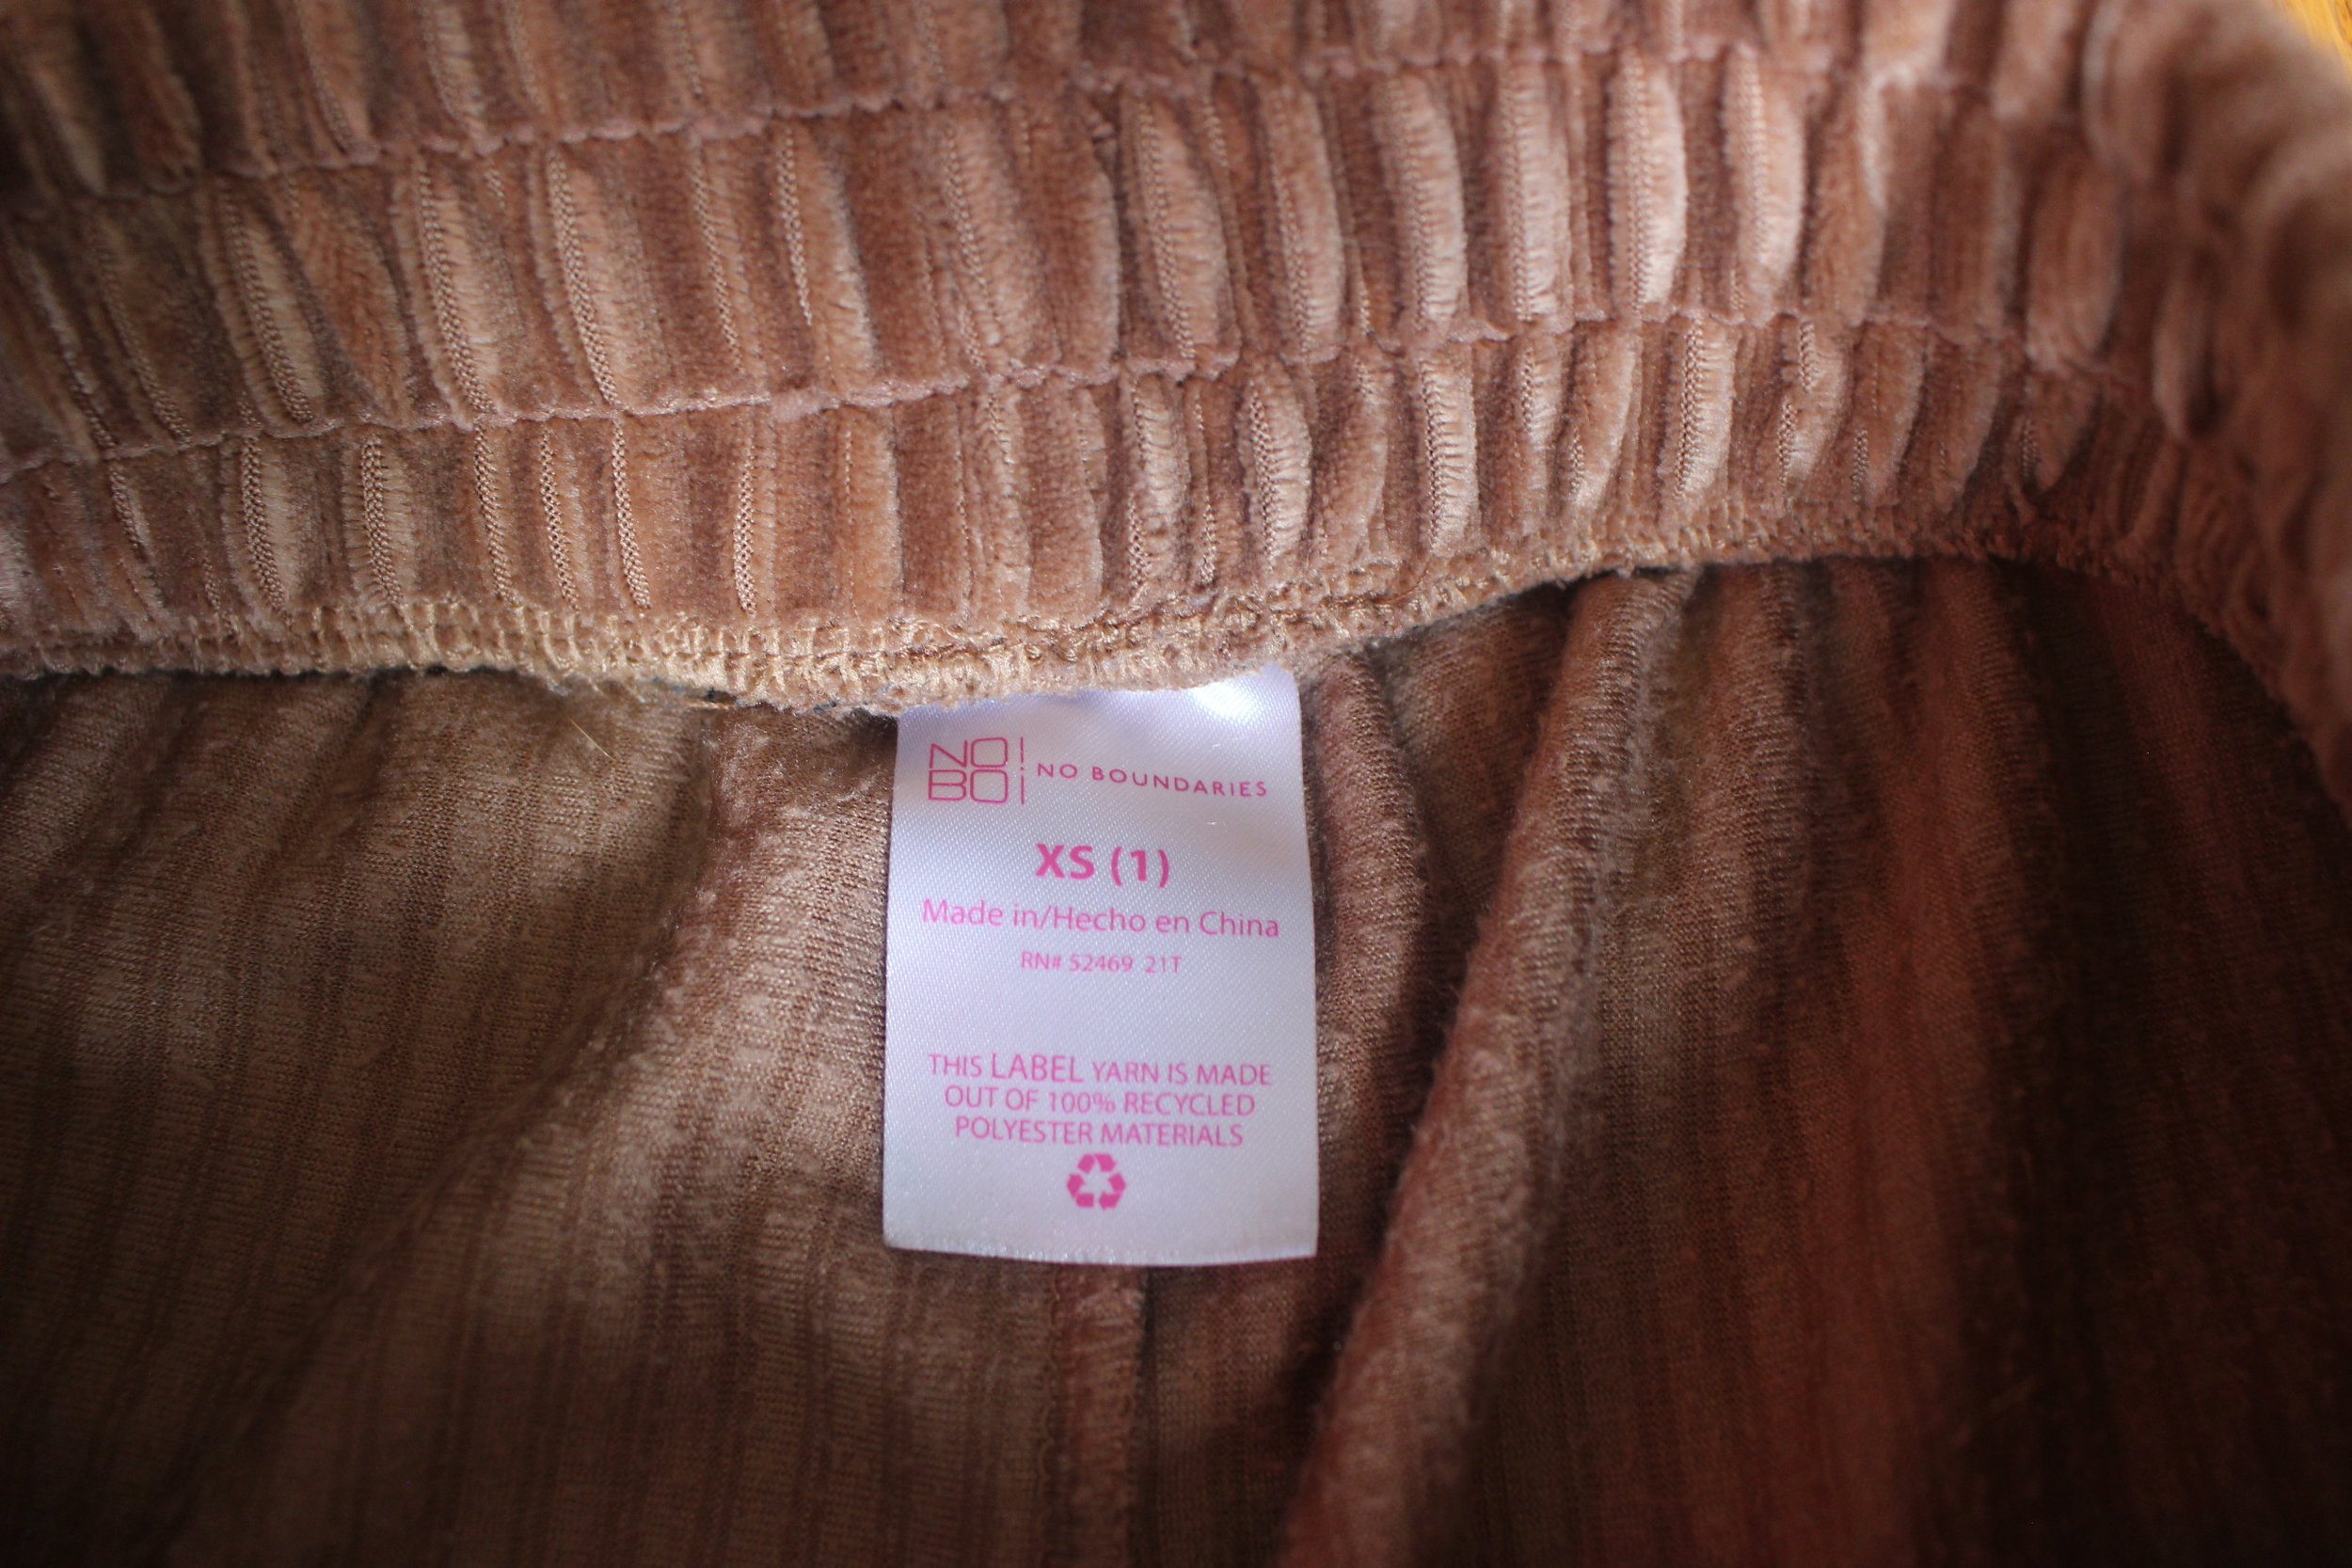 NO
BO
NO BOUNDARIES
XS (1)
Made in/Hecho en China
RN# 52469 21T
THIS LABEL YARN IS MADE
OUT OF 100% RECYCLED
POLYESTER MATERIALS